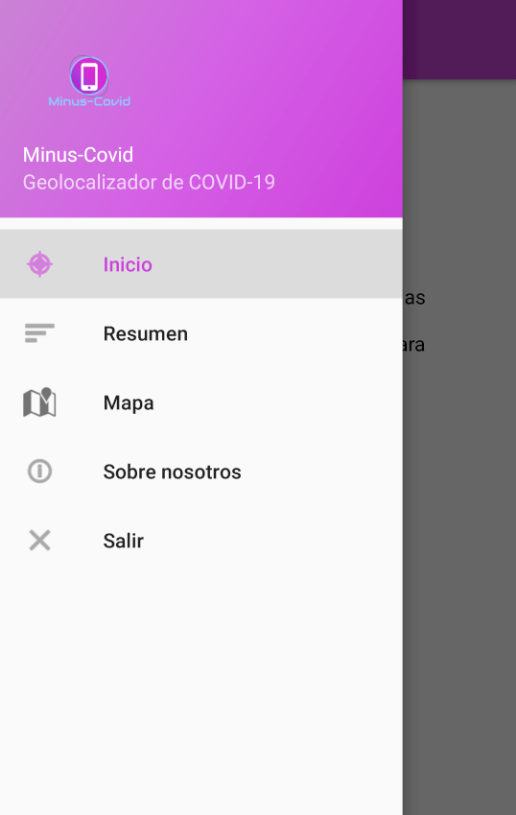 Minus-Covid
Minus-Covid
Geolocalizador de COVID-19
Inicio
as
Resumen
ara
Mapa
Sobre nosotros
Salir